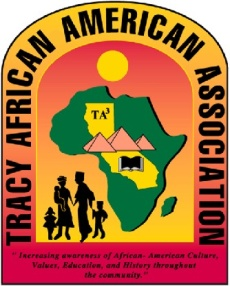 TRACY AFRICAN AMERICAN ASSOCIATION
TA³
" Increasing awareness of African- American Culture,
Values, Education, and History throughout
the community."